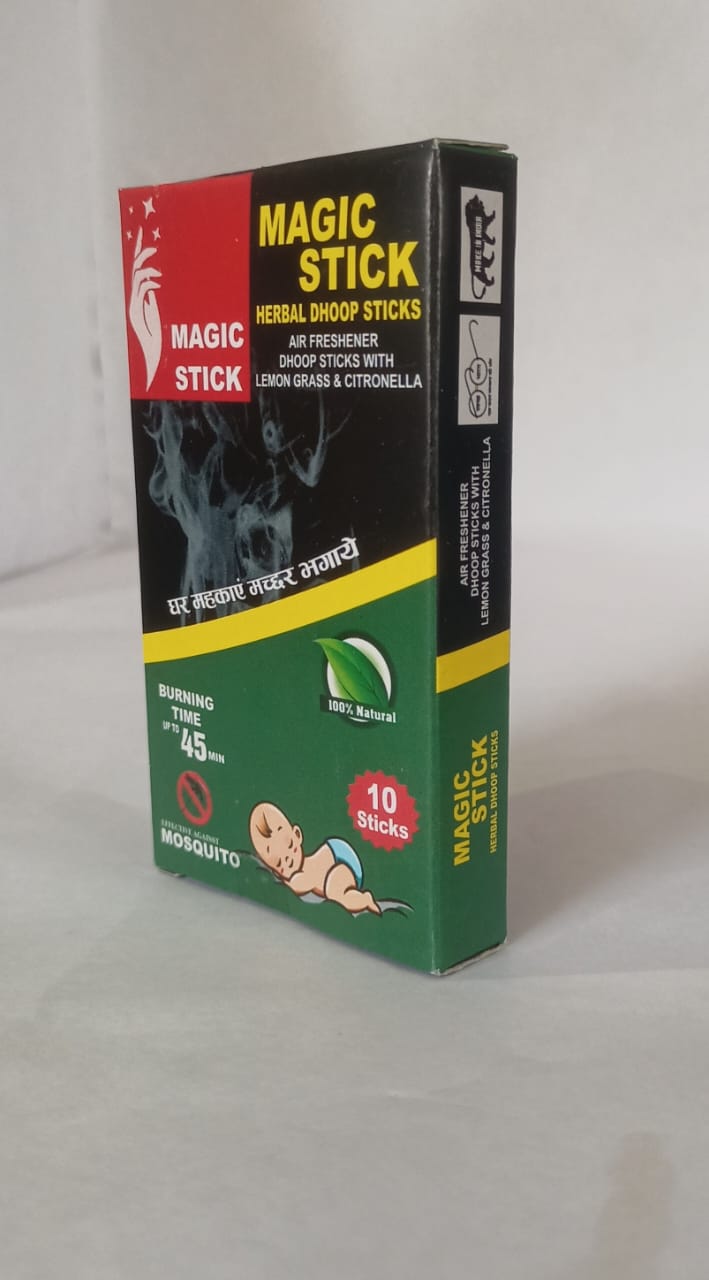 MAGIC
STICK
MAGIC
STICK
HERBAL DHOOP STICKS
AIR FRESHENER
DHOOP STICKS WITH
LEMON GRASS & CITRONELLA
घर महकाएं मच्छर भगाये
100% Natural
BURNING
TIME
UP TO
45 MIN
EFFECTIVE AGAINST
MOSQUITO
10
Sticks
MAKE IN INDIA
AIR FRESHENER
DHOOP STICKS WITH
LEMON GRASS & CITRONELLA
MAGIC
STICK
HERBAL DHOOP STICKS